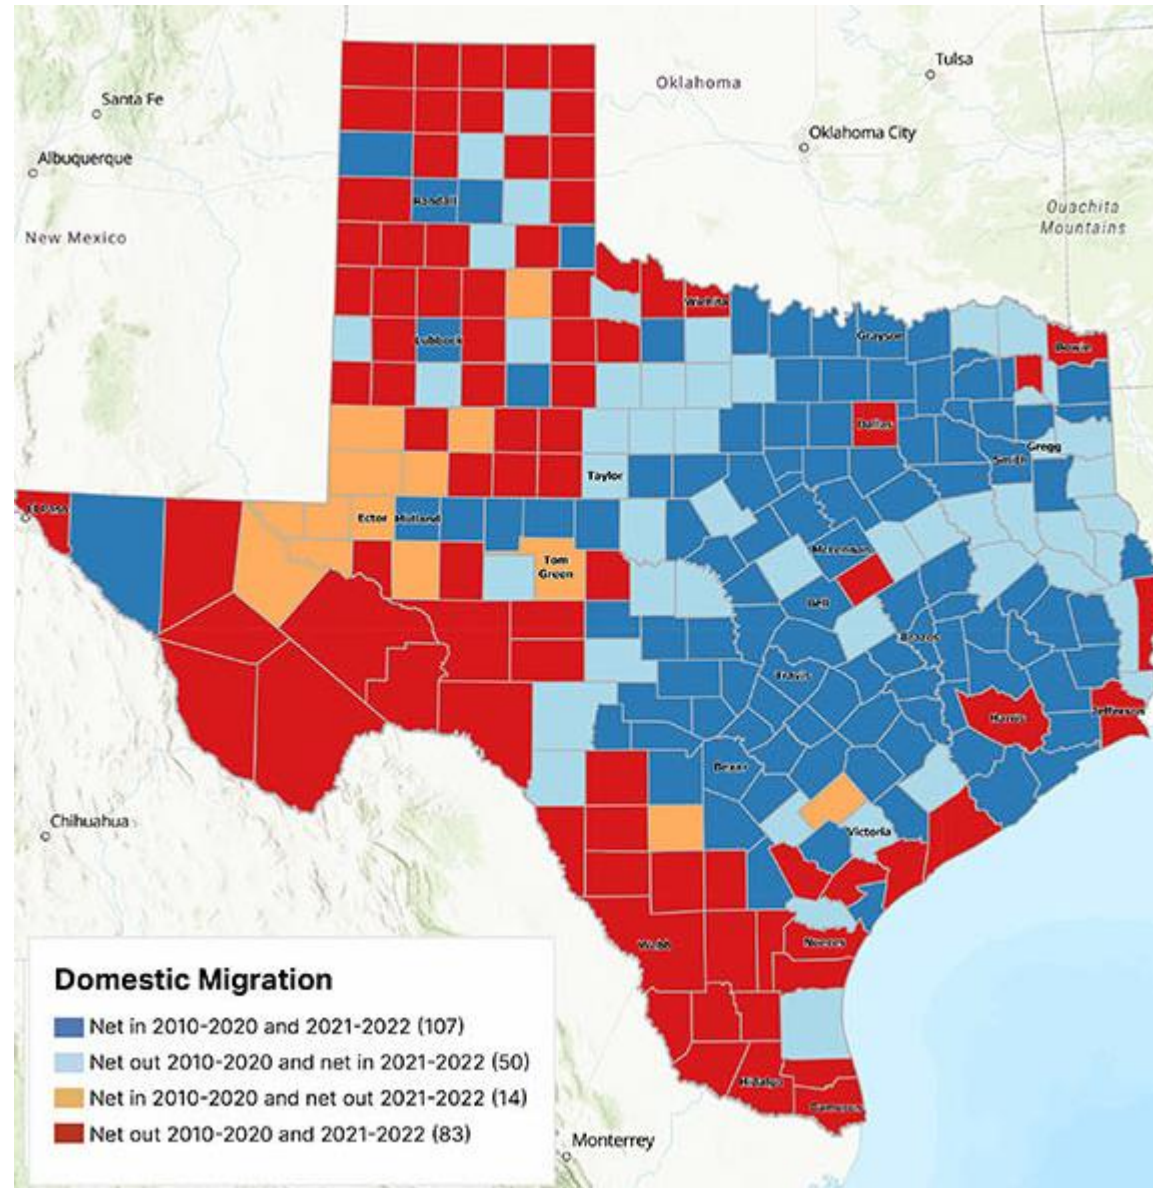 Tulsa
Oklahoma
Santa Fe
Oklahoma City
Albuquerque
Randall
Ouachita
Mountains
New Mexico
Wichita
Lubbock
Grayson
Bowie
Dallas
Gregg
Smith
Taylor
El Paso
Ector
Midland
McLennan
Tom
Green
Bell
Brazos
Travis
Harris
Jefferson
Bexar
Chihuahua
Victoria
Webb
Nueces
Domestic Migration
Net in 2010-2020 and 2021-2022 (107)
Net out 2010-2020 and net in 2021-2022 (50)
Net in 2010-2020 and net out 2021-2022 (14)
Net out 2010-2020 and 2021-2022 (83)
Hidalgo
Cameron
Monterrey